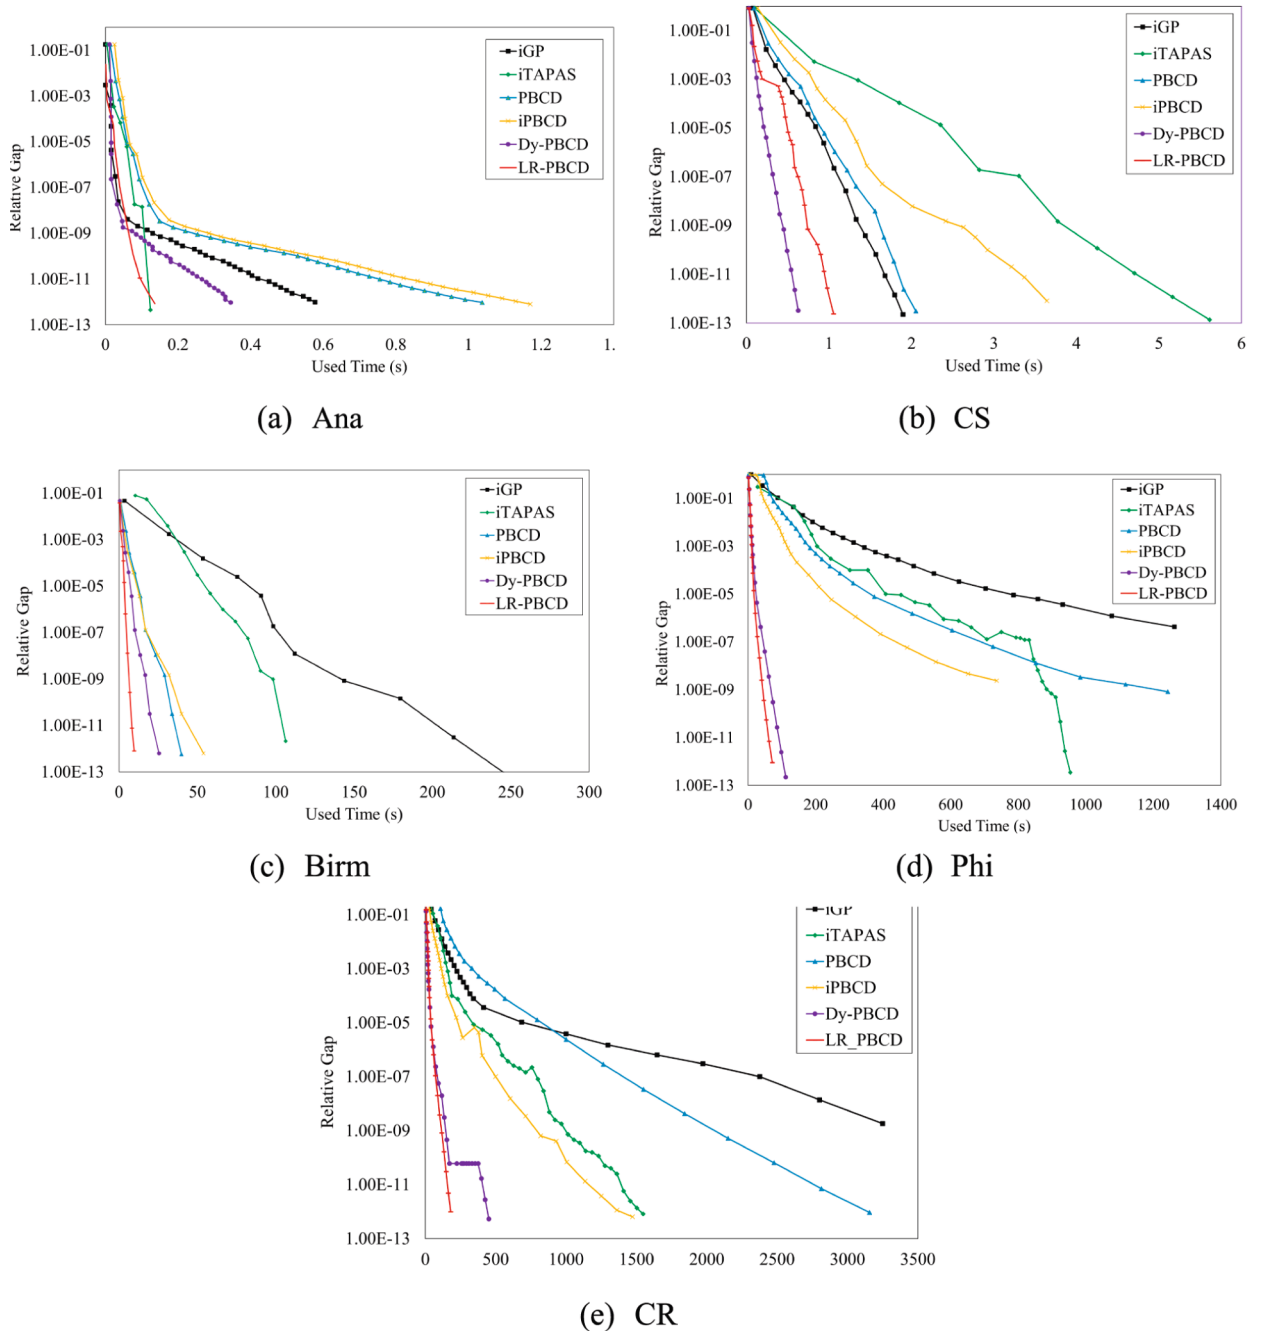 1.00E-01
1.00E-03
1.00E-05
1.00E-07
1.00E-09
1.00E-11
1.00E-13
Relative Gap
iGP
iTAPAS
PBCD
iPBCD
Dy-PBCD
LR-PBCD
0 0.2 0.4 0.6 0.8 1 1.2 1.
Used Time (s)
(a) Ana
1.00E-01
1.00E-03
1.00E-05
1.00E-07
1.00E-09
1.00E-11
1.00E-13
Relative Gap
iGP
iTAPAS
PBCD
iPBCD
Dy-PBCD
LR-PBCD
0 1 2 3 4 5 6
Used Time (s)
(b) CS
1.00E-01
1.00E-03
1.00E-05
1.00E-07
1.00E-09
1.00E-11
1.00E-13
Relative Gap
iGP
iTAPAS
PBCD
iPBCD
Dy-PBCD
LR-PBCD
0 50 100 150 200 250 300
Used Time (s)
(c) Birm
1.00E-01
1.00E-03
1.00E-05
1.00E-07
1.00E-09
1.00E-11
1.00E-13
Relative Gap
iGP
iTAPAS
PBCD
iPBCD
Dy-PBCD
LR-PBCD
0 200 400 600 800 1000 1200 1400
Used Time (s)
(d) Phi
1.00E-01
1.00E-03
1.00E-05
1.00E-07
1.00E-09
1.00E-11
1.00E-13
Relative Gap
iGP
iTAPAS
PBCD
iPBCD
Dy-PBCD
LR_PBCD
0 500 1000 1500 2000 2500 3000 3500
(e) CR